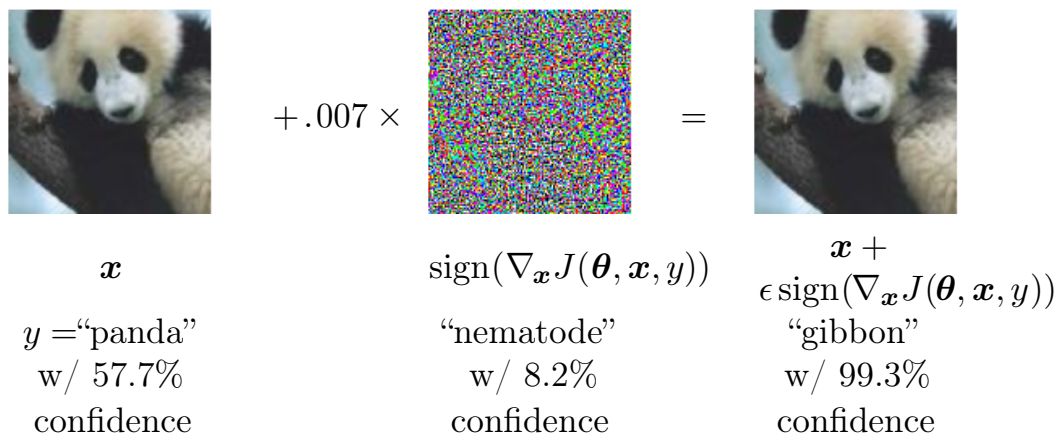 + .007 ×
=
x
sign(∇ₓJ(θ, x, y))
x +
ϵ sign(∇ₓJ(θ, x, y))
y =“panda”
w/ 57.7%
confidence
“nematode”
w/ 8.2%
confidence
“gibbon”
w/ 99.3%
confidence